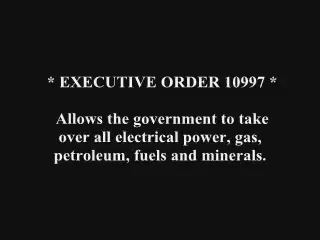 * EXECUTIVE ORDER 10997 *
Allows the government to take
over all electrical power, gas,
petroleum, fuels and minerals.